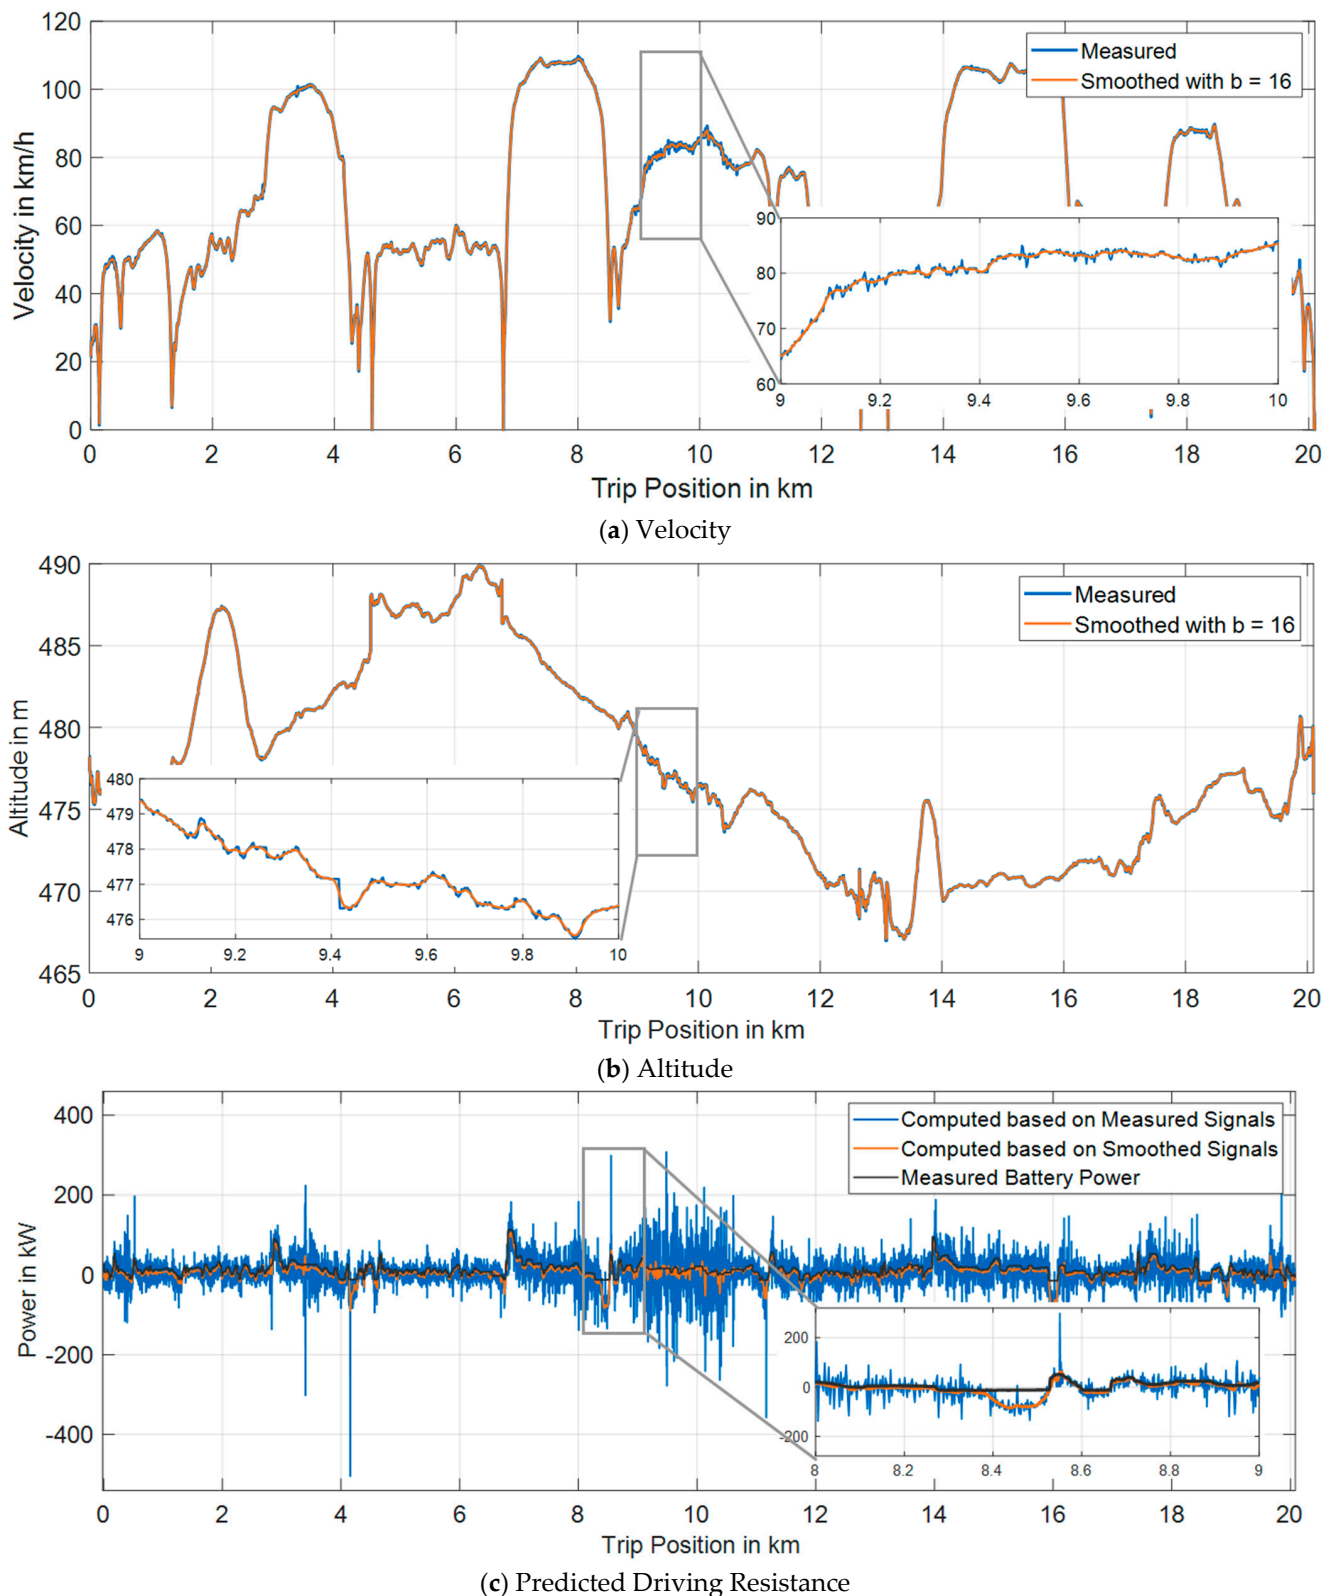 120
100
80
60
40
20
0
Velocity in km/h
Measured
Smoothed with b = 16
90
80
70
60
9 9.2 9.4 9.6 9.8 10
0 2 4 6 8 10 12 14 16 18 20
Trip Position in km
(a) Velocity
490
485
480
475
470
465
Altitude in m
Measured
Smoothed with b = 16
480
479
478
477
476
9 9.2 9.4 9.6 9.8 10
0 2 4 6 8 10 12 14 16 18 20
Trip Position in km
(b) Altitude
400
200
0
-200
-400
Power in kW
Computed based on Measured Signals
Computed based on Smoothed Signals
Measured Battery Power
200
0
-200
8 8.2 8.4 8.6 8.8 9
0 2 4 6 8 10 12 14 16 18 20
Trip Position in km
(c) Predicted Driving Resistance